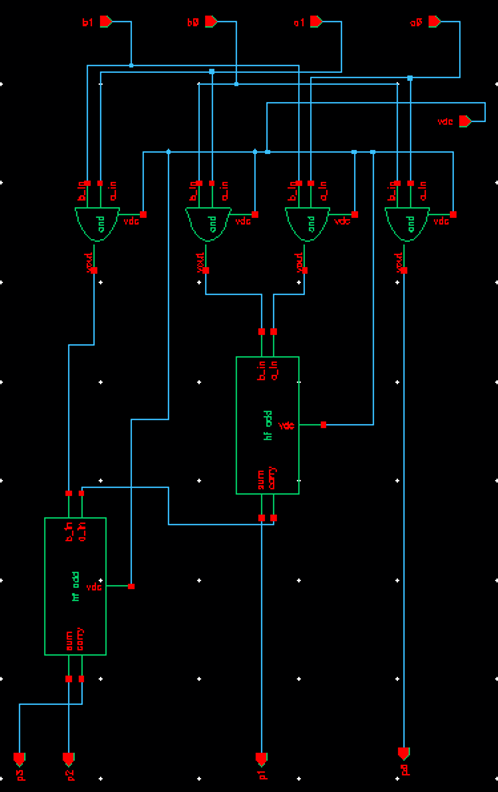 b1
b0
a1
a0
vdc
b_in
a_in
and
vdc
vout
b_in
a_in
and
vdc
vout
b_in
a_in
and
vdc
vout
b_in
a_in
and
vdc
vout
b_in
a_in
hf add
vdc
sum
carry
b_in
a_in
hf add
vdc
sum
carry
p3
p2
p1
p0